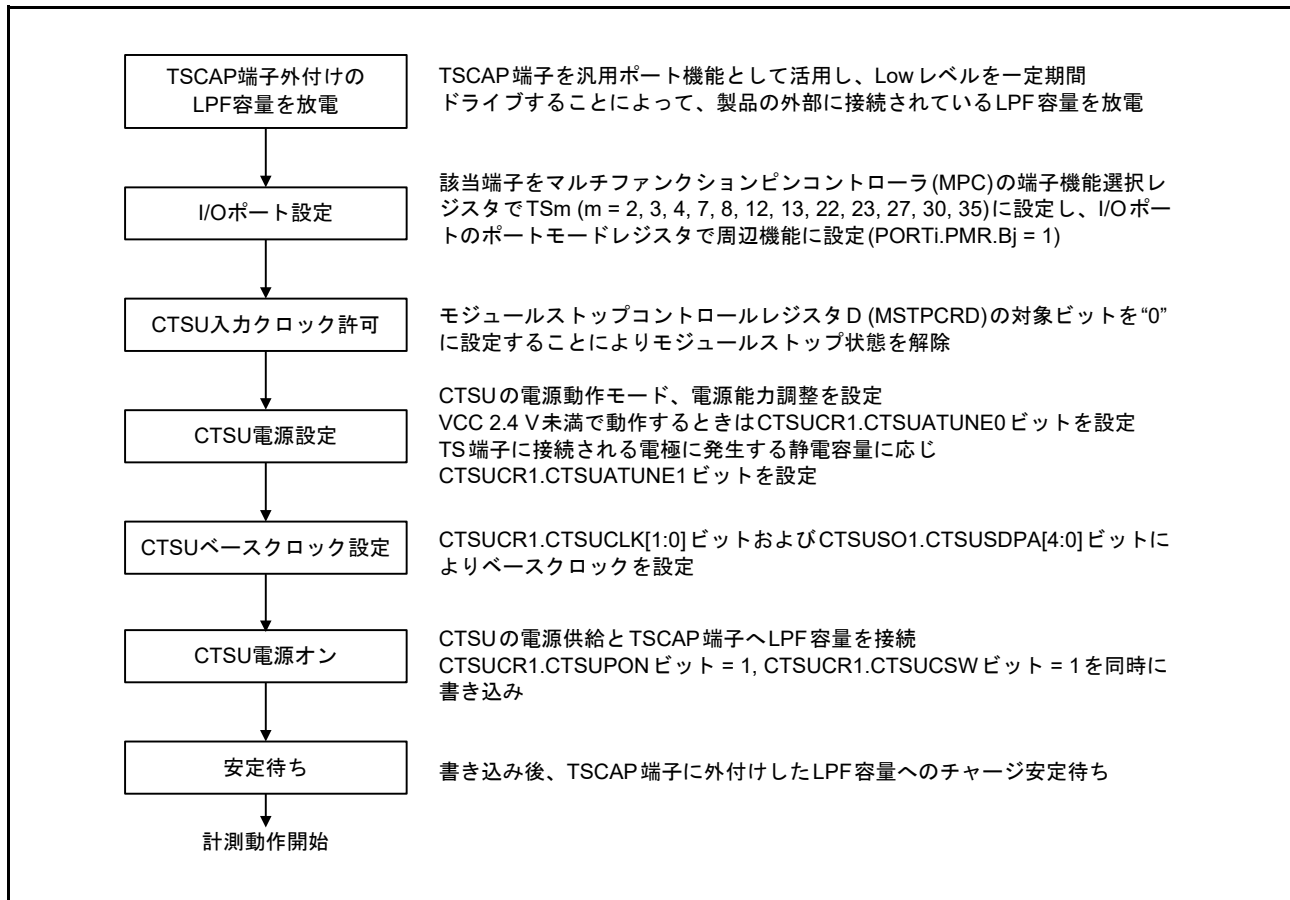 TSCAP端子外付けの
LPF容量を放電
TSCAP端子を汎用ポート機能として活用し、Lowレベルを一定期間
ドライブすることによって、製品の外部に接続されているLPF容量を放電
I/Oポート設定
該当端子をマルチファンクションピンコントローラ(MPC)の端子機能選択レ
ジスタでTSm (m = 2, 3, 4, 7, 8, 12, 13, 22, 23, 27, 30, 35)に設定し、I/Oポー
トのポートモードレジスタで周辺機能に設定(PORTi.PMR.Bj = 1)
CTSU入力クロック許可
モジュールストップコントロールレジスタD (MSTPCRD)の対象ビットを“0”
に設定することによりモジュールストップ状態を解除
CTSU電源設定
CTSUの電源動作モード、電源能力調整を設定
VCC 2.4 V未満で動作するときはCTSUCR1.CTSUATUNE0ビットを設定
TS端子に接続される電極に発生する静電容量に応じ
CTSUCR1.CTSUATUNE1ビットを設定
CTSUベースクロック設定
CTSUCR1.CTSUCLK[1:0]ビットおよびCTSUSO1.CTSUSDPA[4:0]ビットに
よりベースクロックを設定
CTSU電源オン
CTSUの電源供給とTSCAP端子へLPF容量を接続
CTSUCR1.CTSUPONビット = 1, CTSUCR1.CTSUCSWビット = 1を同時に
書き込み
安定待ち
書き込み後、TSCAP端子に外付けしたLPF容量へのチャージ安定待ち
計測動作開始